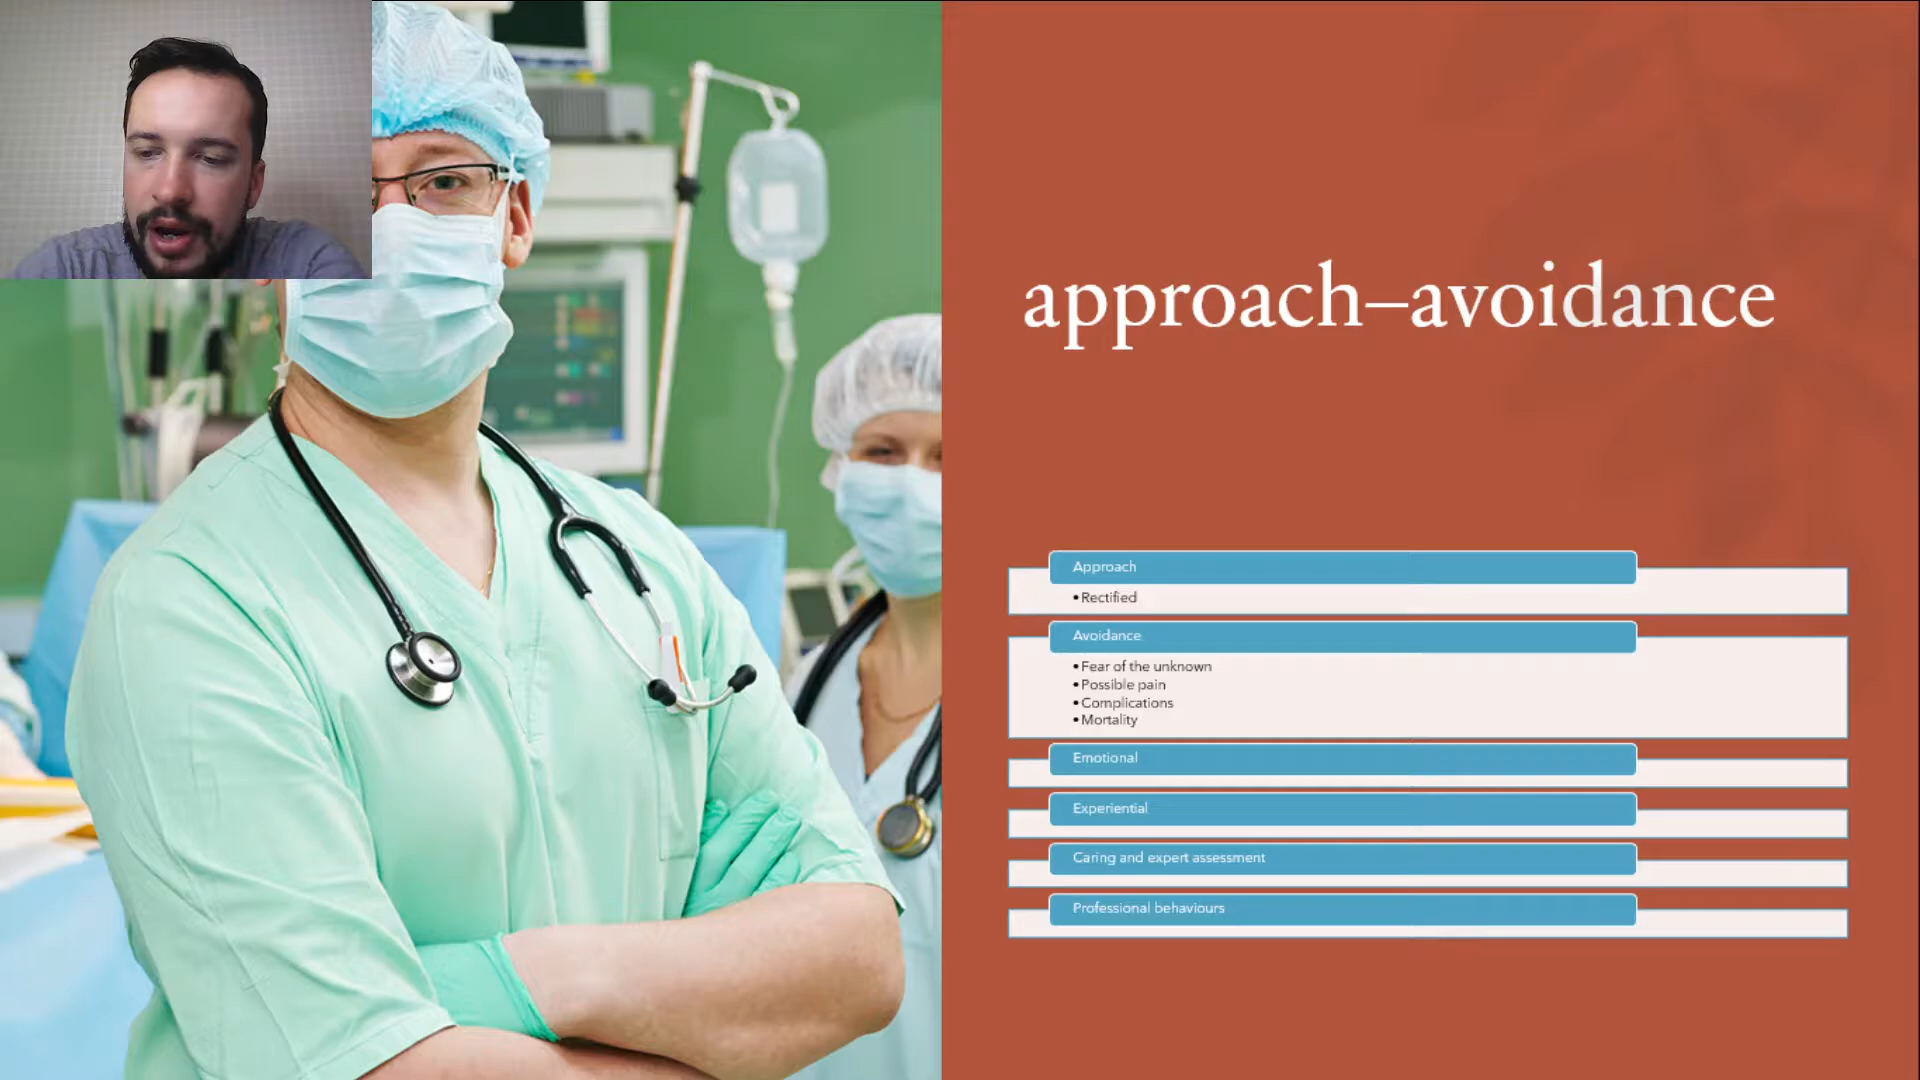 approach–avoidance
Approach
•Rectified
Avoidance
•Fear of the unknown
•Possible pain
•Complications
•Mortality
Emotional
Experiential
Caring and expert assessment
Professional behaviours